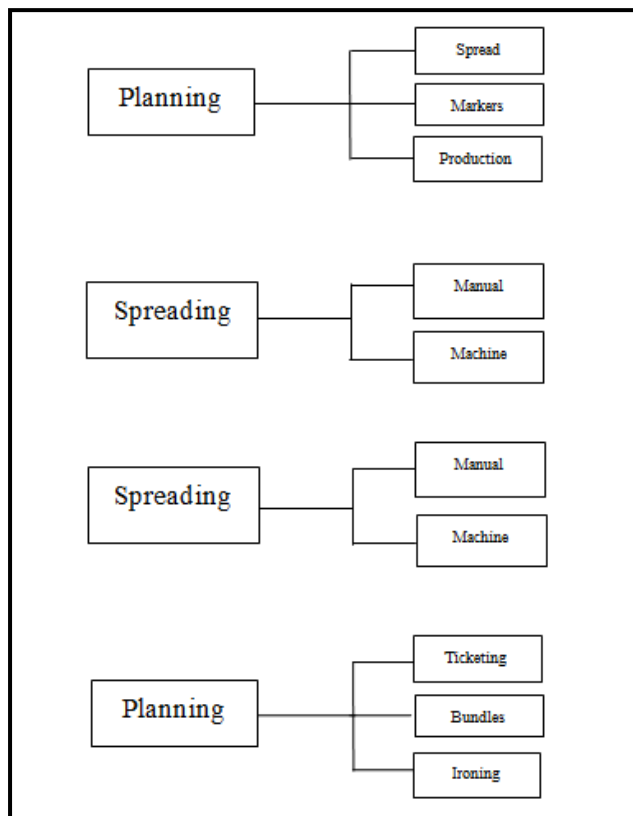 Planning
Spread
Markers
Production
Spreading
Manual
Machine
Spreading
Manual
Machine
Planning
Ticketing
Bundles
Ironing